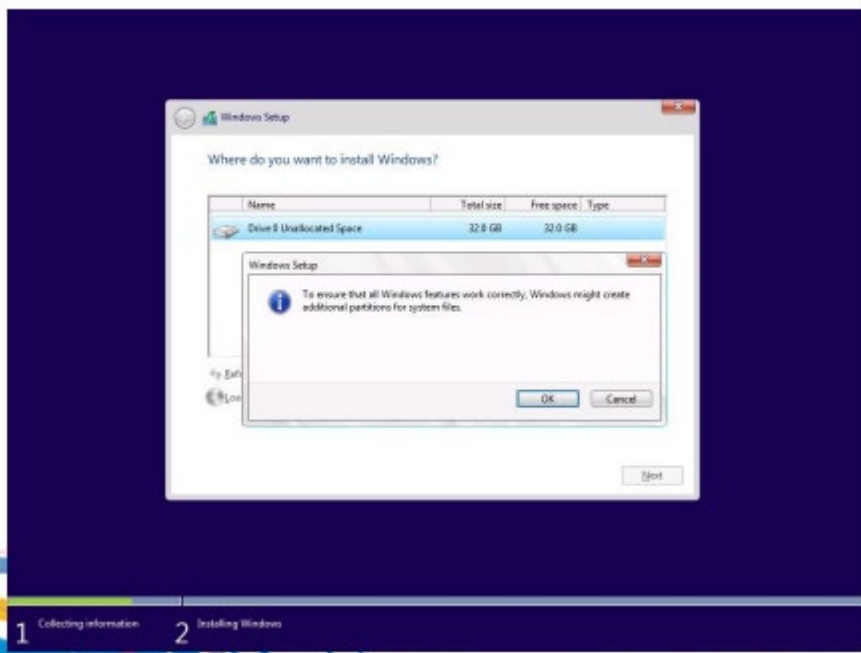 Windows Setup
Where do you want to install Windows?
Name Total size Free space Type
Drive 0 Unallocated Space 32.0 GB 32.0 GB
Windows Setup
To ensure that all Windows features work correctly, Windows might create
additional partitions for system files.
OK Cancel
Next
1 Collecting information 2 Installing Windows